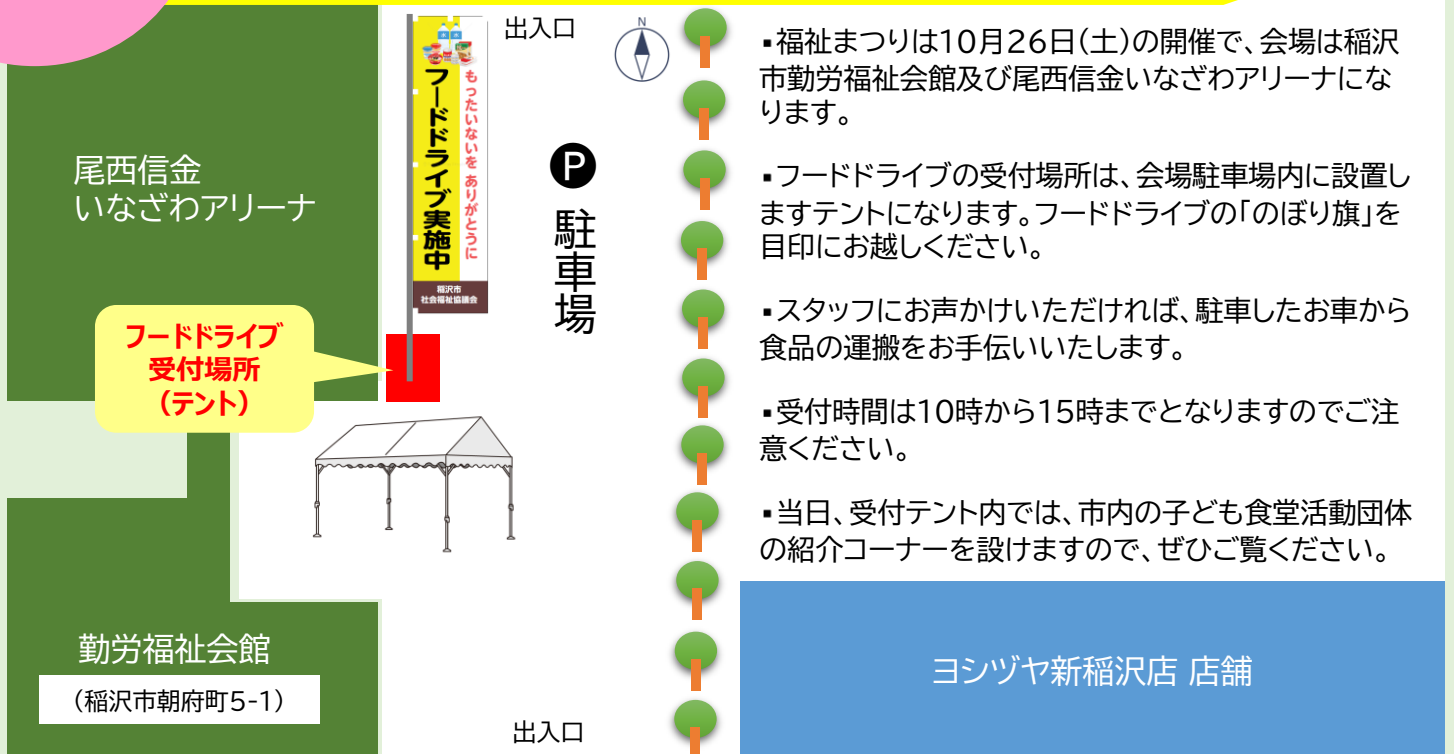 出入口
N
もったいないを ありがとうに
フードドライブ実施中
稲沢市
社会福祉協議会
P
駐車場
尾西信金
いなざわアリーナ
フードドライブ
受付場所
(テント)
勤労福祉会館
(稲沢市朝府町5-1)
出入口
▪福祉まつりは10月26日(土)の開催で、会場は稲沢
市勤労福祉会館及び尾西信金いなざわアリーナにな
ります。
▪フードドライブの受付場所は、会場駐車場内に設置し
ますテントになります。フードドライブの「のぼり旗」を
目印にお越しください。
▪スタッフにお声かけいただければ、駐車したお車から
食品の運搬をお手伝いいたします。
▪受付時間は10時から15時までとなりますのでご注
意ください。
▪当日、受付テント内では、市内の子ども食堂活動団体
の紹介コーナーを設けますので、ぜひご覧ください。
ヨシヅヤ新稲沢店 店舗